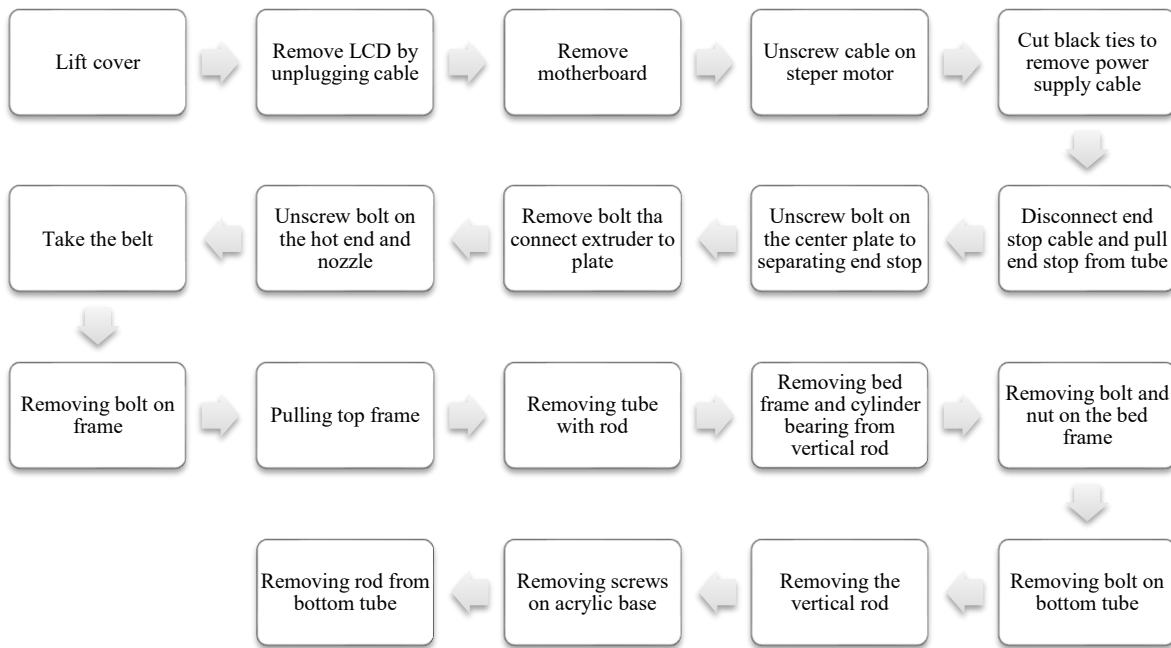 Lift cover
Remove LCD by
unplugging cable
Remove
motherboard
Unscrew cable on
steper motor
Cut black ties to
remove power
supply cable
Disconnect end
stop cable and pull
end stop from tube
Unscrew bolt on
the center plate to
separating end stop
Remove bolt tha
connect extruder to
plate
Unscrew bolt on
the hot end and
nozzle
Take the belt
Removing bolt on
frame
Pulling top frame
Removing tube
with rod
Removing bed
frame and cylinder
bearing from
vertical rod
Removing bolt and
nut on the bed
frame
Removing bolt on
bottom tube
Removing the
vertical rod
Removing screws
on acrylic base
Removing rod from
bottom tube